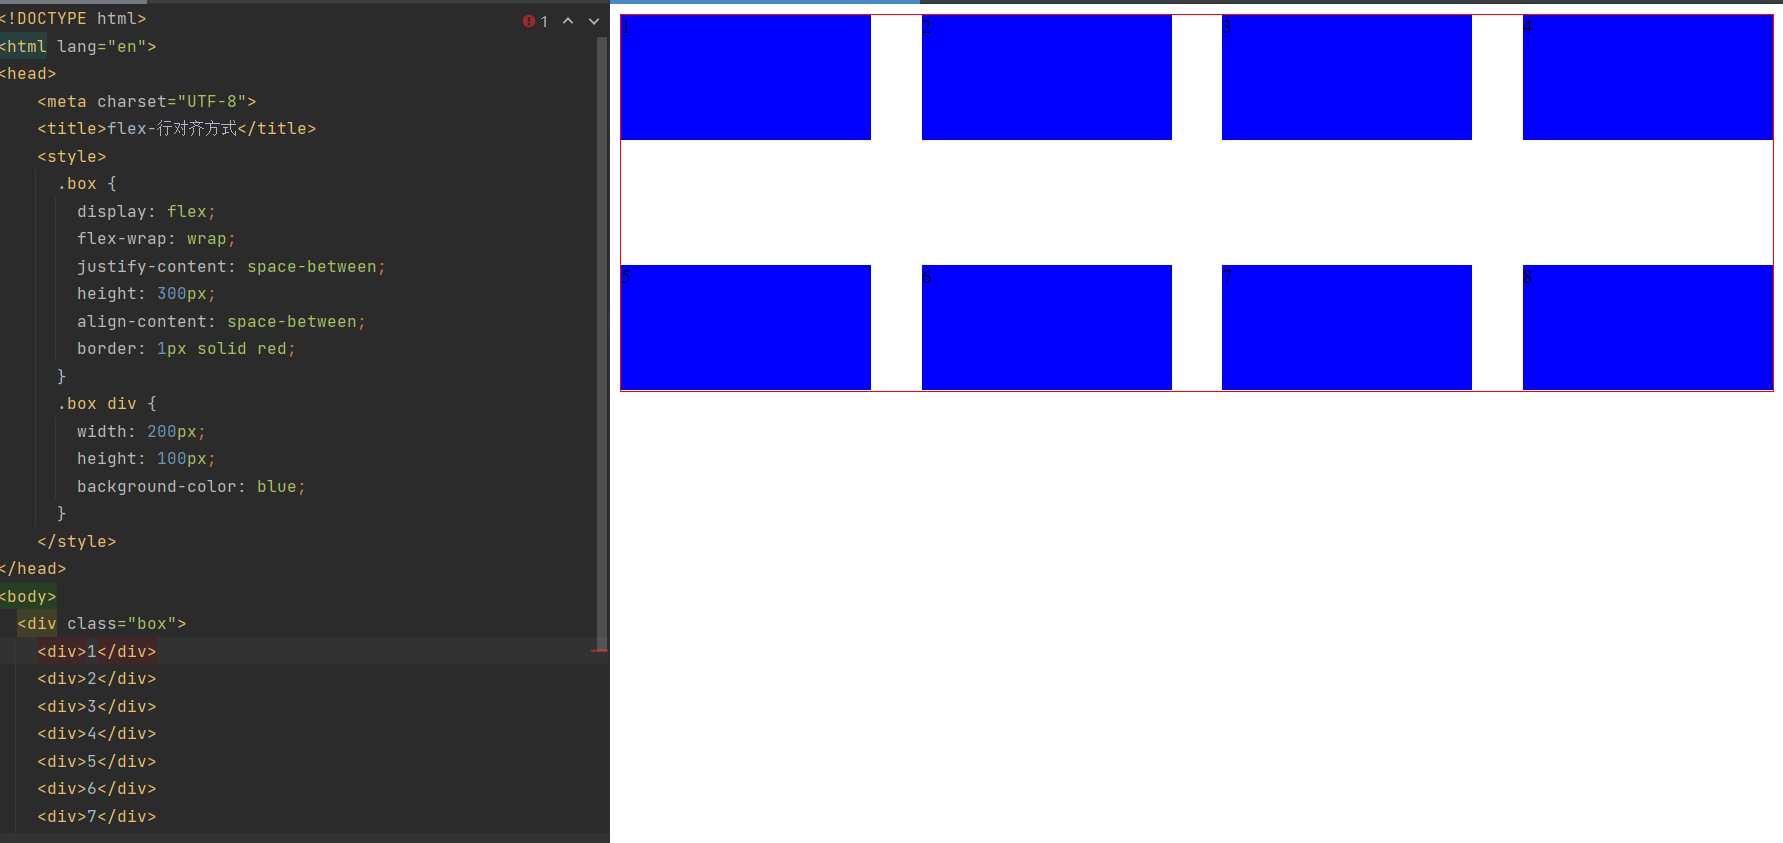 <!DOCTYPE html>
1
<html lang="en">
<head>
<meta charset="UTF-8">
<title>flex-行对齐方式</title>
<style>
.box {
display: flex;
flex-wrap: wrap;
justify-content: space-between;
height: 300px;
align-content: space-between;
border: 1px solid red;
}
.box div {
width: 200px;
height: 100px;
background-color: blue;
}
</style>
</head>
<body>
<div class="box">
<div>1</div>
<div>2</div>
<div>3</div>
<div>4</div>
<div>5</div>
<div>6</div>
<div>7</div>
1 2 3 4
5 6 7 8